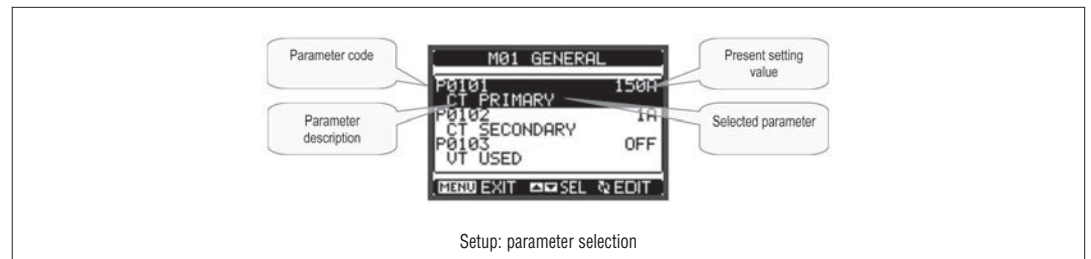 Parameter code
Present setting
value
Parameter
description
Selected parameter
M01 GENERAL
P0101 150A
CT PRIMARY
P0102 1A
CT SECONDARY
P0103 OFF
VT USED
MENU EXIT ▲▼ SEL ↻ EDIT
Setup: parameter selection